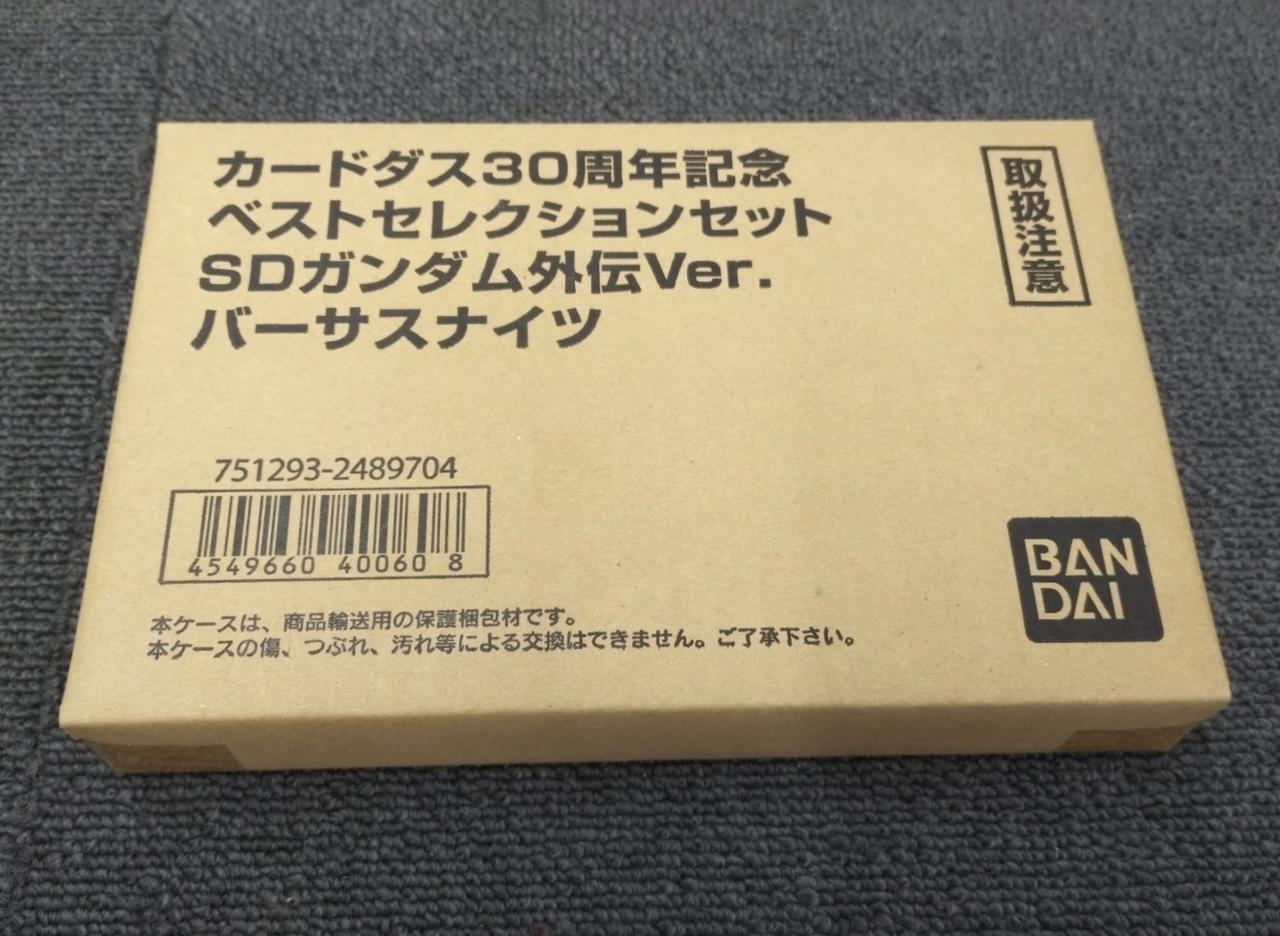 カードダス30周年記念
ベストセレクションセット
SDガンダム外伝Ver.
バーサスナイツ
取扱注意
751293-2489704
4549660 40060 8
BAN
DAI
本ケースは、商品輸送用の保護梱包材です。
本ケースの傷、つぶれ、汚れ等による交換はできません。ご了承下さい。